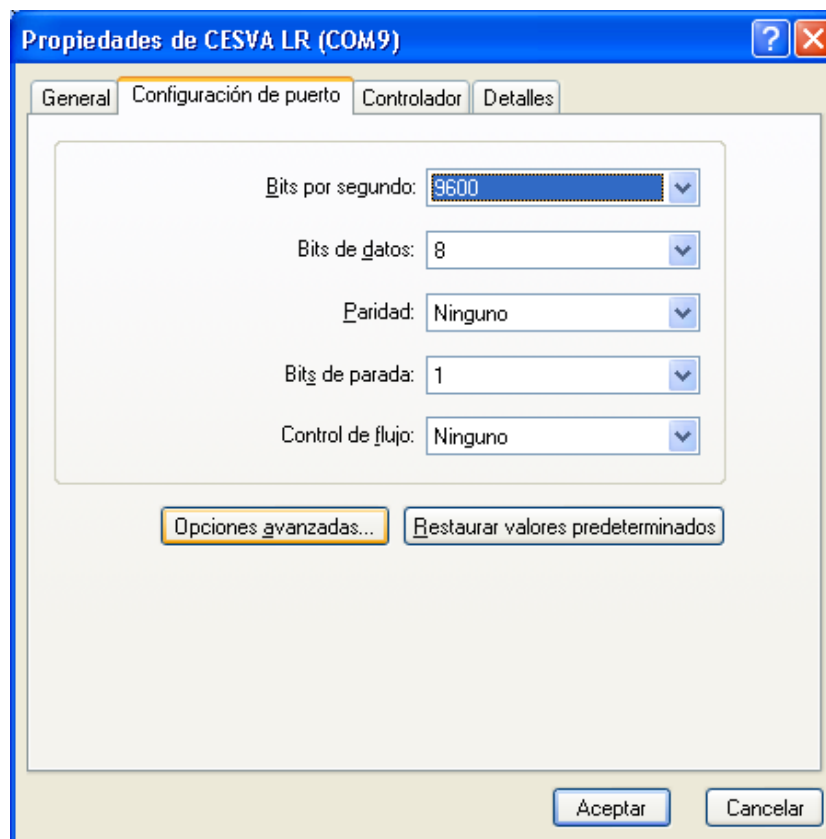 Propiedades de CESVA LR (COM9)
General Configuración de puerto Controlador Detalles
Bits por segundo: 9600
Bits de datos: 8
Paridad: Ninguno
Bits de parada: 1
Control de flujo: Ninguno
Opciones avanzadas... Restaurar valores predeterminados
Aceptar Cancelar